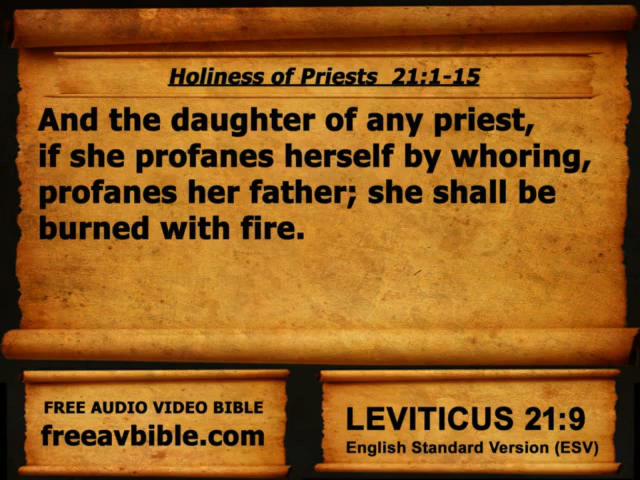 Holiness of Priests 21:1-15
And the daughter of any priest,
if she profanes herself by whoring,
profanes her father; she shall be
burned with fire.
FREE AUDIO VIDEO BIBLE
freeavbible.com
LEVITICUS 21:9
English Standard Version (ESV)